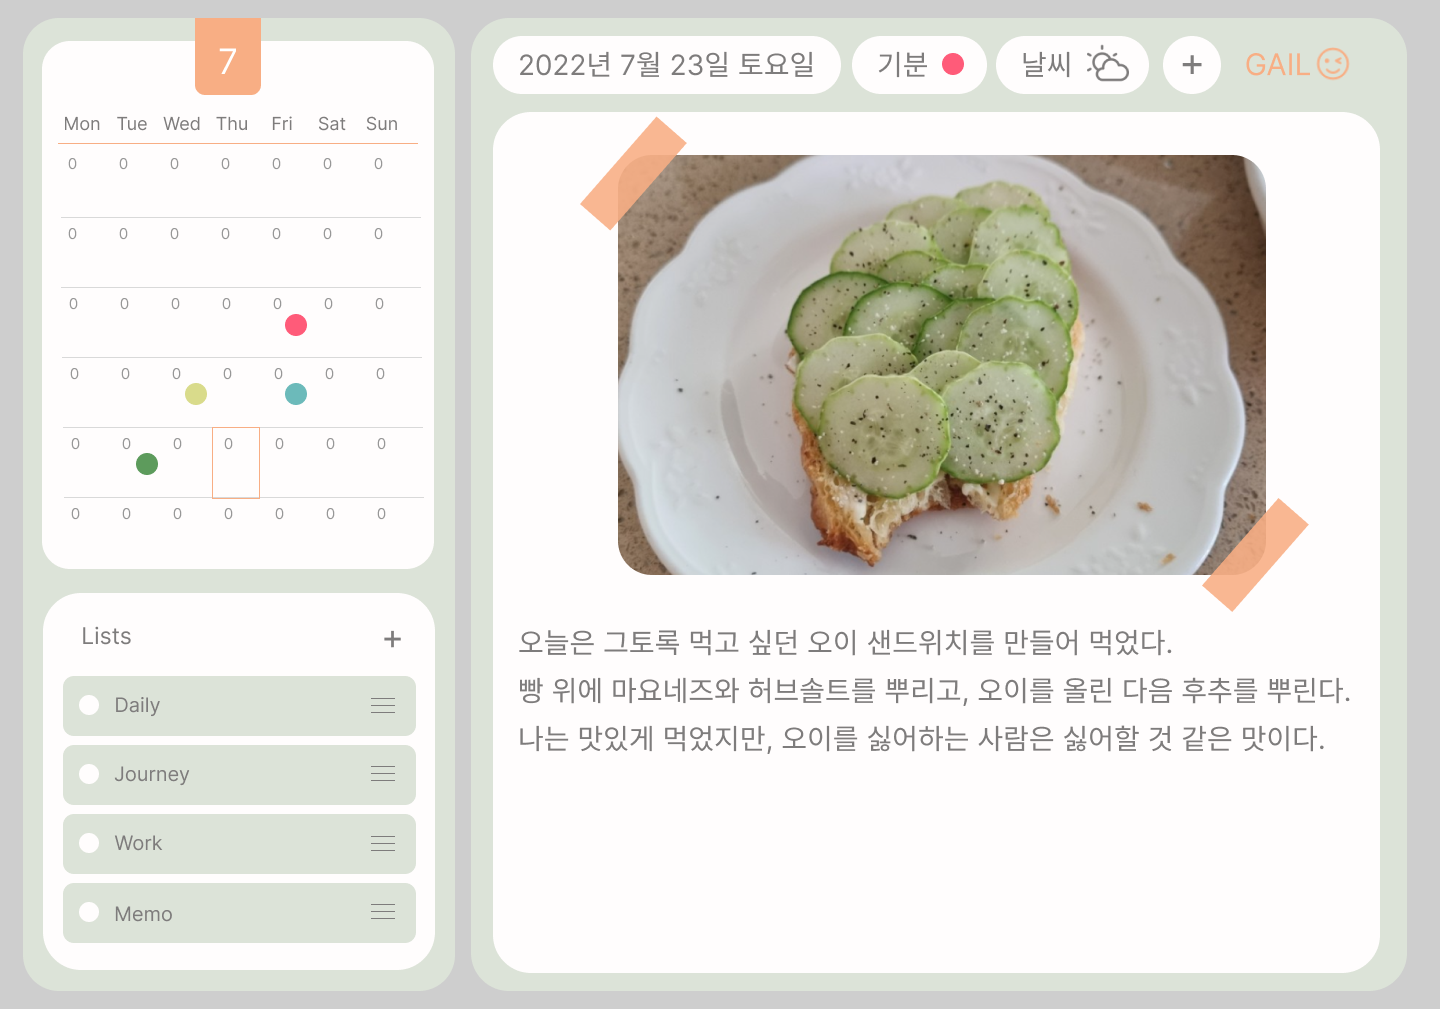 7
Mon Tue Wed Thu Fri Sat Sun
0 0 0 0 0 0 0
0 0 0 0 0 0 0
0 0 0 0 0 0 0
0 0 0 0 0 0 0
0 0 0 0 0 0 0
0 0 0 0 0 0 0
Lists +
Daily
Journey
Work
Memo
2022년 7월 23일 토요일 기분 날씨 + GAIL
오늘은 그토록 먹고 싶던 오이 샌드위치를 만들어 먹었다.
빵 위에 마요네즈와 허브솔트를 뿌리고, 오이를 올린 다음 후추를 뿌린다.
나는 맛있게 먹었지만, 오이를 싫어하는 사람은 싫어할 것 같은 맛이다.